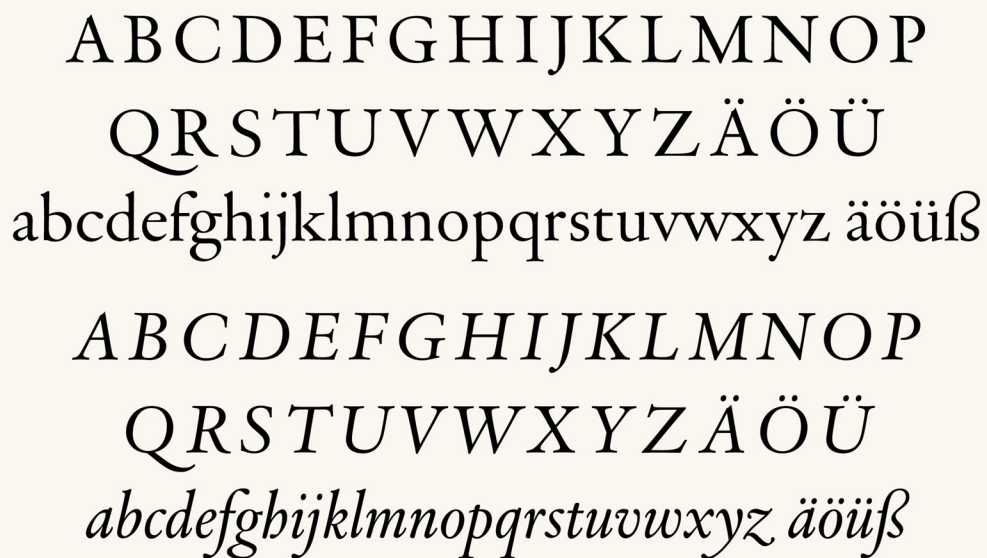 ABCDEFGHIJKLMNOP
QRSTUVWXYZÄÖÜ
abcdefghijklmnopqrstuvwxyz äöüß
ABCDEFGHIJKLMNOP
QRSTUVWXYZÄÖÜ
abcdefghijklmnopqrstuvwxyz äöüß